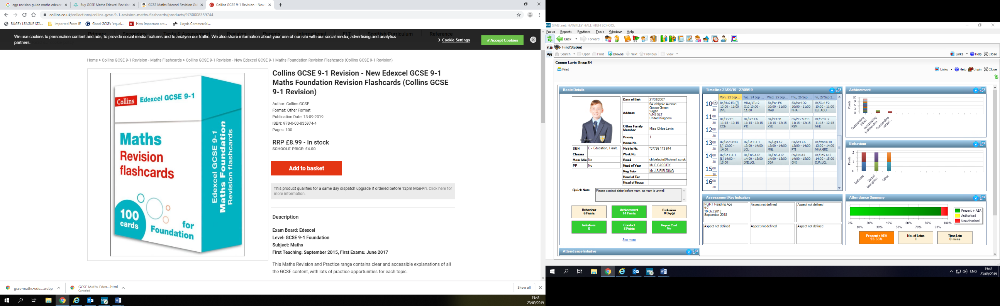 cgp revision guide maths edexce
Buy GCSE Maths Edexcel Revision
GCSE Maths Edexcel Revision Gu
Collins GCSE 9-1 Revision - New
collins.co.uk/collections/collins-gcse-9-1-revision-maths-flashcards/products/9780008359744
RUGBY LEAGUE STA...
Imported From IE
Good GCSEs 'equal...
How important are...
Lloyds Commercial...
We use cookies to personalise content and ads, to provide social media features and to analyse our traffic. We also share information about your use of our site with our social media, advertising and analytics
partners.
Cookie Settings
✓Accept Cookies
Home > Collins GCSE 9-1 Revision - Maths Flashcards > Collins GCSE 9-1 Revision - New Edexcel GCSE 9-1 Maths Foundation Revision Flashcards (Collins GCSE 9-1 Revision)
Collins
Edexcel GCSE 9-1
Maths
Revision
flashcards
100
cards
for
Foundation
Edexcel GCSE 9-1
Maths Foundation
Revision flashcards
Collins GCSE 9-1 Revision - New Edexcel GCSE 9-1
Maths Foundation Revision Flashcards (Collins GCSE
9-1 Revision)
Author: Collins GCSE
Format: Other Format
Publication Date: 13-09-2019
ISBN: 978-0-00-835974-4
Pages: 100
RRP £8.99 - In stock
SCHOOLS' PRICE: £4.00
Add to basket
This product qualifies for a same day dispatch upgrade if ordered before 12pm Mon-Fri. Click here for
more information.
Description
Exam Board: Edexcel
Level: GCSE 9-1 Foundation
Subject: Maths
First Teaching: September 2015, First Exams: June 2017
This Maths Revision and Practice range contains clear and accessible explanations of all
the GCSE content, with lots of practice opportunities for each topic.
gcse-maths-ede....webp
GCSE Maths Edex....html
Canceled
Show all
15:48
23/09/2019
SIMS .net: HAWKLEY HALL HIGH SCHOOL
Focus Reports Routines Tools Window Help
Back Forward
Find Student
Search Open Print Browse Next Previous View
Links Help Close
Connor Lavin Group 8H
Print
Links Help Unpin Close
Basic Details
Date of Birth 21/03/2007
Address 64 Walpole Avenue
Goose Green
Wigan
WN3 5LT
United Kingdom
Other Family Member Miss Chloe Lavin
Priority 1
Home No.
Mobile No. *07736 113 644
Work No.
Email chloelavin@hotmail.co.uk
Head of Year Mr C CASSIDY
Reg Tutor Mr J S FIELDING
Head of Tier
Head of House
SEN E - Education, Healt..
Classes
More Able No
PP No
Quick Note: Please contact sister before mum, as mum is unwell
Behaviour
6 Points
Achievement
14 Points
Exclusions
0 Day(s)
Initiatives
0
Conduct
8 Points
Report Card
No
See more
Attendance Initiative
Timeline 23/09/19 - 27/09/19
Mon, 23 Sep... Tue, 24 Sep ... Wed, 25 Sep... Thu, 26 Sep ... Fri, 27 Sep 2...
8X/Mu2 E3 [/] 10:00 - 11:00 DPE
MRA/1Tu:2 G10 10:00 - 11:00
8X/Fo4 F6 10:00 - 11:00 MAB
8X/Ma4 D2 10:00 - 11:00 NHA
8X/Cu4 F2 10:00 - 11:00 LBI,ADU
8X/Dr2 E1 11:15 - 12:15 CON
8X/Sc4 C6 11:15 - 12:15 PTI
8X/Pr4 H1 11:15 - 12:15 KYE
8x/Pe2 SPH3 11:15 - 12:15 PSM
8X/Sc4 C7 11:15 - 12:15 NHE
8x/Pe2 SPH3 [/] 13:00 - 14:00
8x/Co1 UL1 13:00 - 14:00 LCL
8x/Gg4 A7 13:00 - 14:00 MGL
8X/Sc4 C6 13:00 - 14:00 PTI
8X/Ma4 D10 13:00 - 14:00 NHA,GBE
8x/Co1 UL1 [L] 14:00 - 15:00
8X/En5 A12 14:00 - 15:00 JKE,LCL
8X/En5 A12 14:00 - 15:00 DJA
8x/Hi4 A4 14:00 - 15:00 GNI
8X/En5 A12 14:00 - 15:00 DJA,LCL
Assessment Key Indicators
NGRT Reading Age
9:7
10 Oct 2018
September 2018
Aspect not defined
Aspect not defined
Aspect not defined
Aspect not defined
Aspect not defined
Achievement
Points
12
9
6
3
0
Outstanding Effort
Outstanding Independen...
Outstanding verbal...
Behaviour
Points
2
1
0
Defiance
Verbal Disruption
Other
Attendance Summary
Present + AEA
Authorised
Unauthorised
0% 20% 40% 60% 80% 100%
10% 30% 50% 70% 90%
Present + AEA
93.33%
No. of Lates
1
Time Late
0 mins
ENG
15:48
23/09/2019